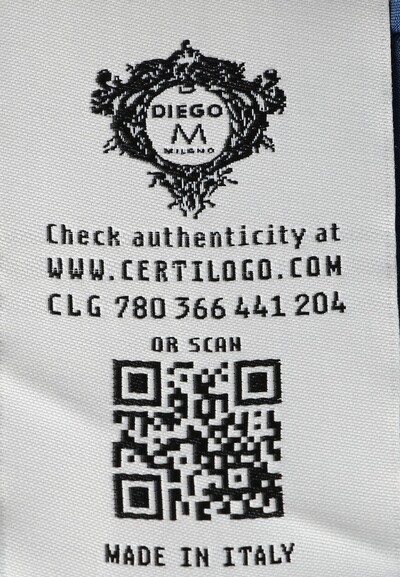 DIEGO
M
MILANO
Check authenticity at
WWW.CERTILOGO.COM
CLG 780 366 441 204
OR SCAN
MADE IN ITALY